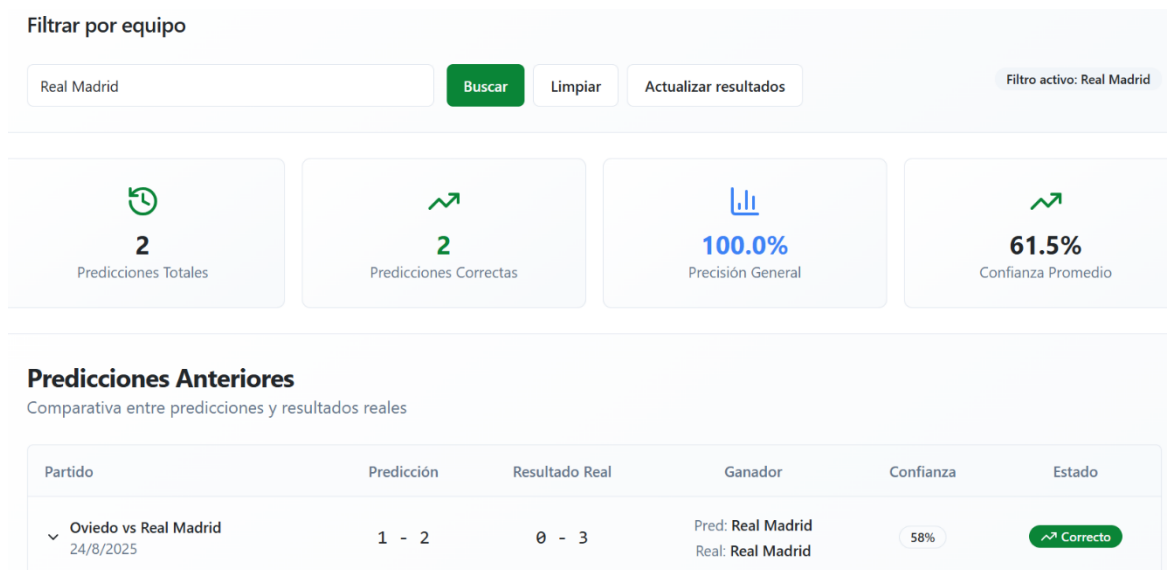 Filtrar por equipo
Real Madrid
Buscar
Limpiar
Actualizar resultados
Filtro activo: Real Madrid
2
Predicciones Totales
2
Predicciones Correctas
100.0%
Precisión General
61.5%
Confianza Promedio
Predicciones Anteriores
Comparativa entre predicciones y resultados reales
Partido Predicción Resultado Real Ganador Confianza Estado
Oviedo vs Real Madrid
24/8/2025
1 - 2
0 - 3
Pred: Real Madrid
Real: Real Madrid
58%
Correcto